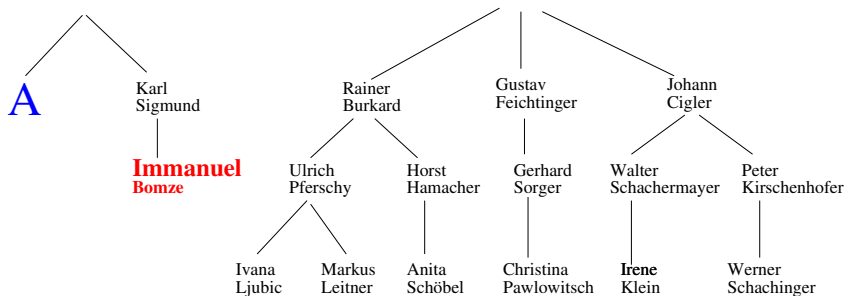 A
Karl
Sigmund
Rainer
Burkard
Gustav
Feichtinger
Johann
Cigler
Immanuel
Bomze
Ulrich
Pferschy
Horst
Hamacher
Gerhard
Sorger
Walter
Schachermayer
Peter
Kirschenhofer
Ivana
Ljubic
Markus
Leitner
Anita
Schöbel
Christina
Pawlowitsch
Irene
Klein
Werner
Schachinger